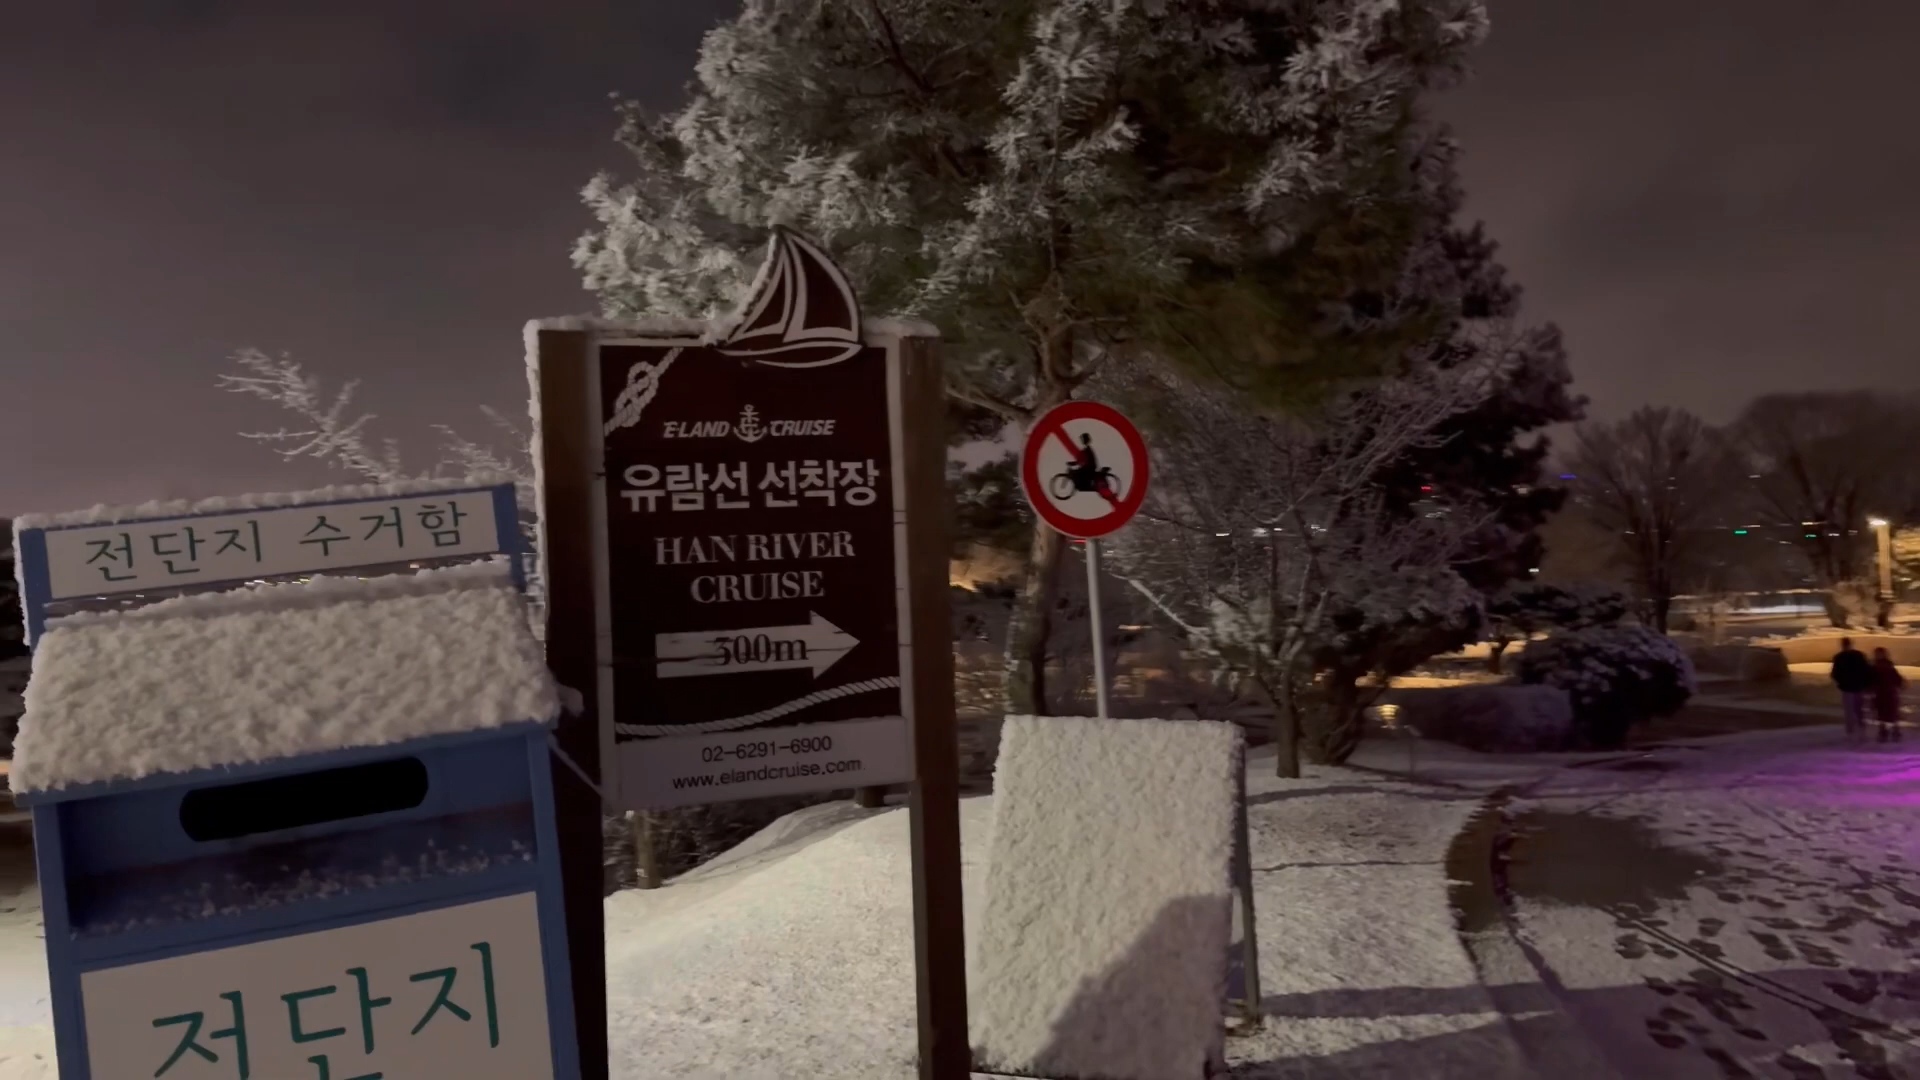 전단지 수거함
전단지
E·LAND CRUISE
유람선 선착장
HAN RIVER
CRUISE
300m
02-6291-6900
www.elandcruise.com